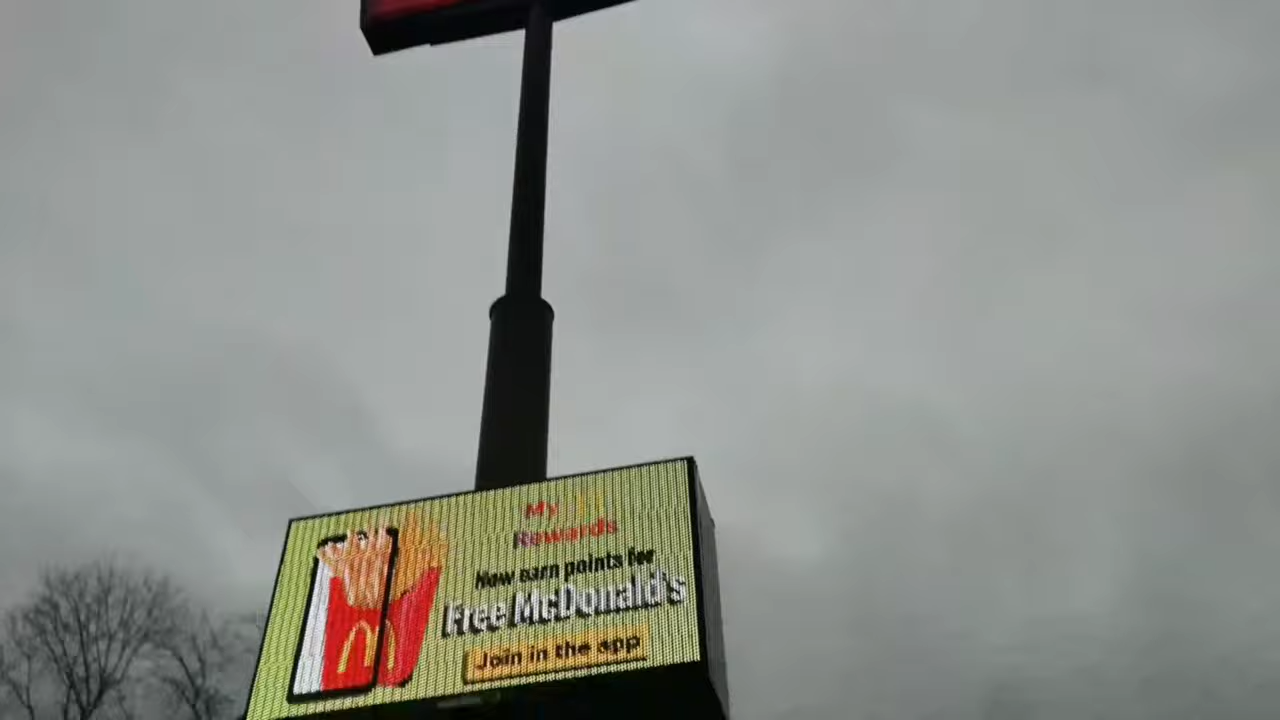 My
Rewards
Now earn points for
Free McDonald's
Join in the app